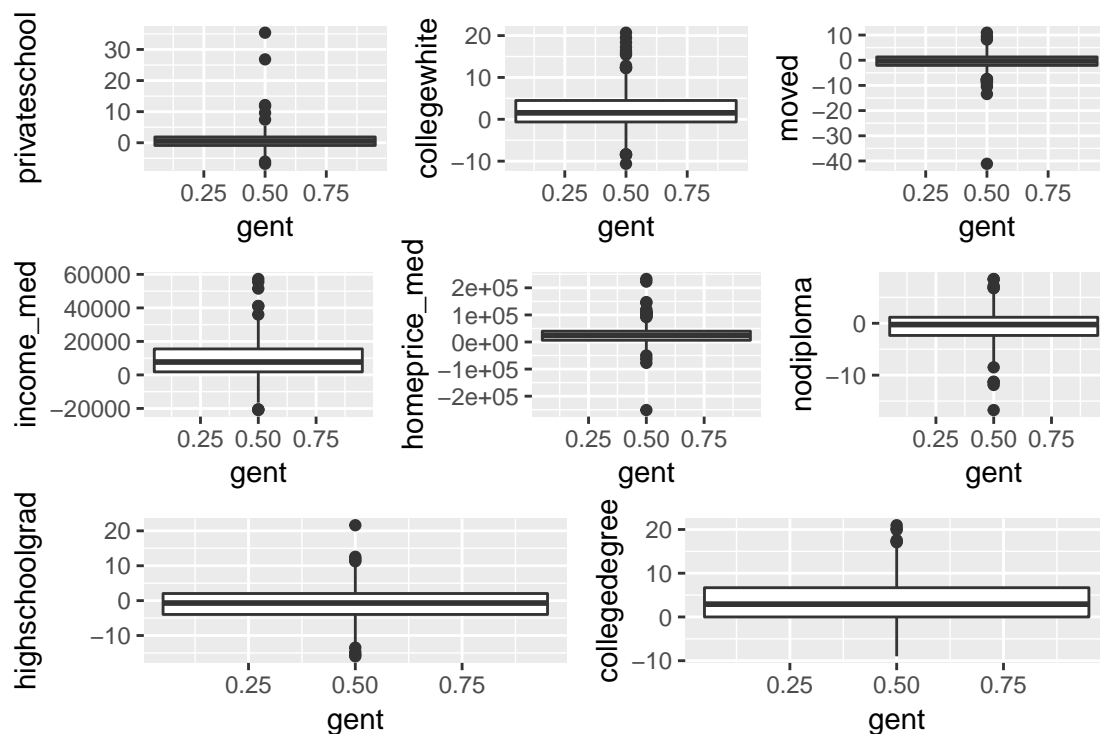 privateschool
30
20
10
0
0.25 0.50 0.75
gent
collegewhite
20
10
0
−10
0.25 0.50 0.75
gent
moved
10
0
−10
−20
−30
−40
0.25 0.50 0.75
gent
income_med
60000
40000
20000
0
−20000
0.25 0.50 0.75
gent
homeprice_med
2e+05
1e+05
0e+00
−1e+05
−2e+05
0.25 0.50 0.75
gent
nodiploma
0
−10
0.25 0.50 0.75
gent
highschoolgrad
20
10
0
−10
0.25 0.50 0.75
gent
collegedegree
20
10
0
−10
0.25 0.50 0.75
gent